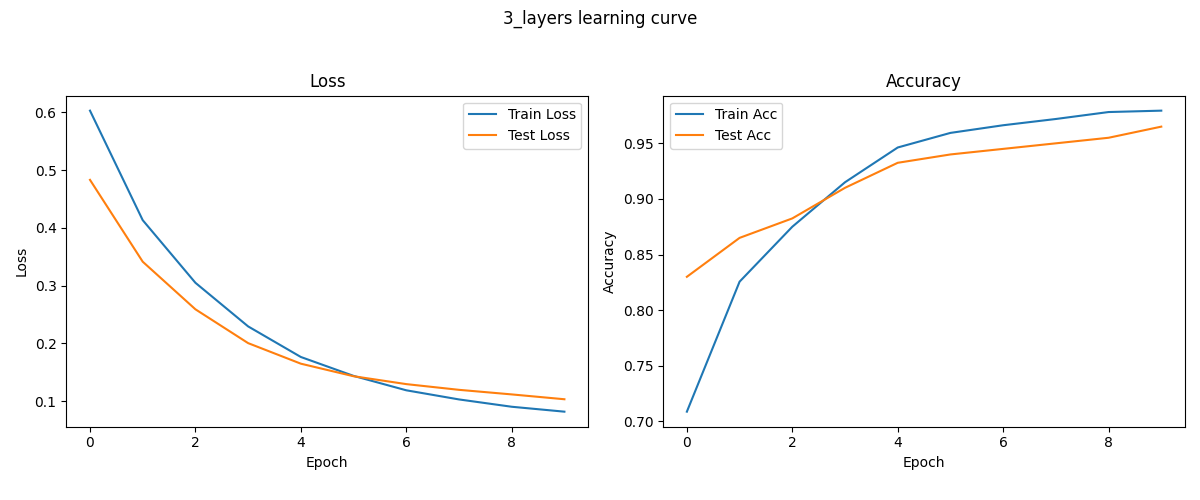 3_layers learning curve
Loss
Train Loss
Test Loss
0.6
0.5
0.4
0.3
0.2
0.1
Loss
0
2
4
6
8
Epoch
Accuracy
Train Acc
Test Acc
0.95
0.90
0.85
0.80
0.75
0.70
Accuracy
0
2
4
6
8
Epoch